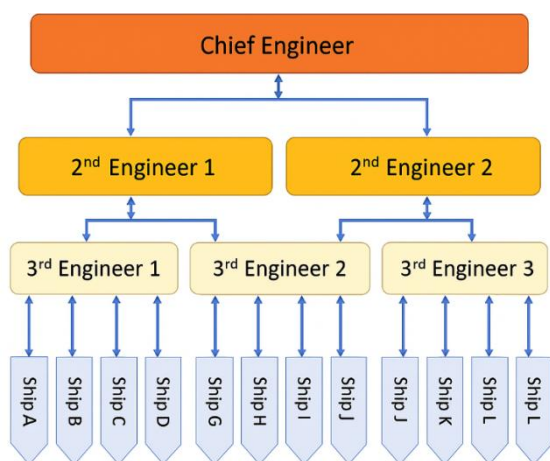 Chief Engineer
2nd Engineer 1
2nd Engineer 2
3rd Engineer 1
3rd Engineer 2
3rd Engineer 3
Ship A
Ship B
Ship C
Ship D
Ship G
Ship H
Ship I
Ship J
Ship J
Ship K
Ship L
Ship L